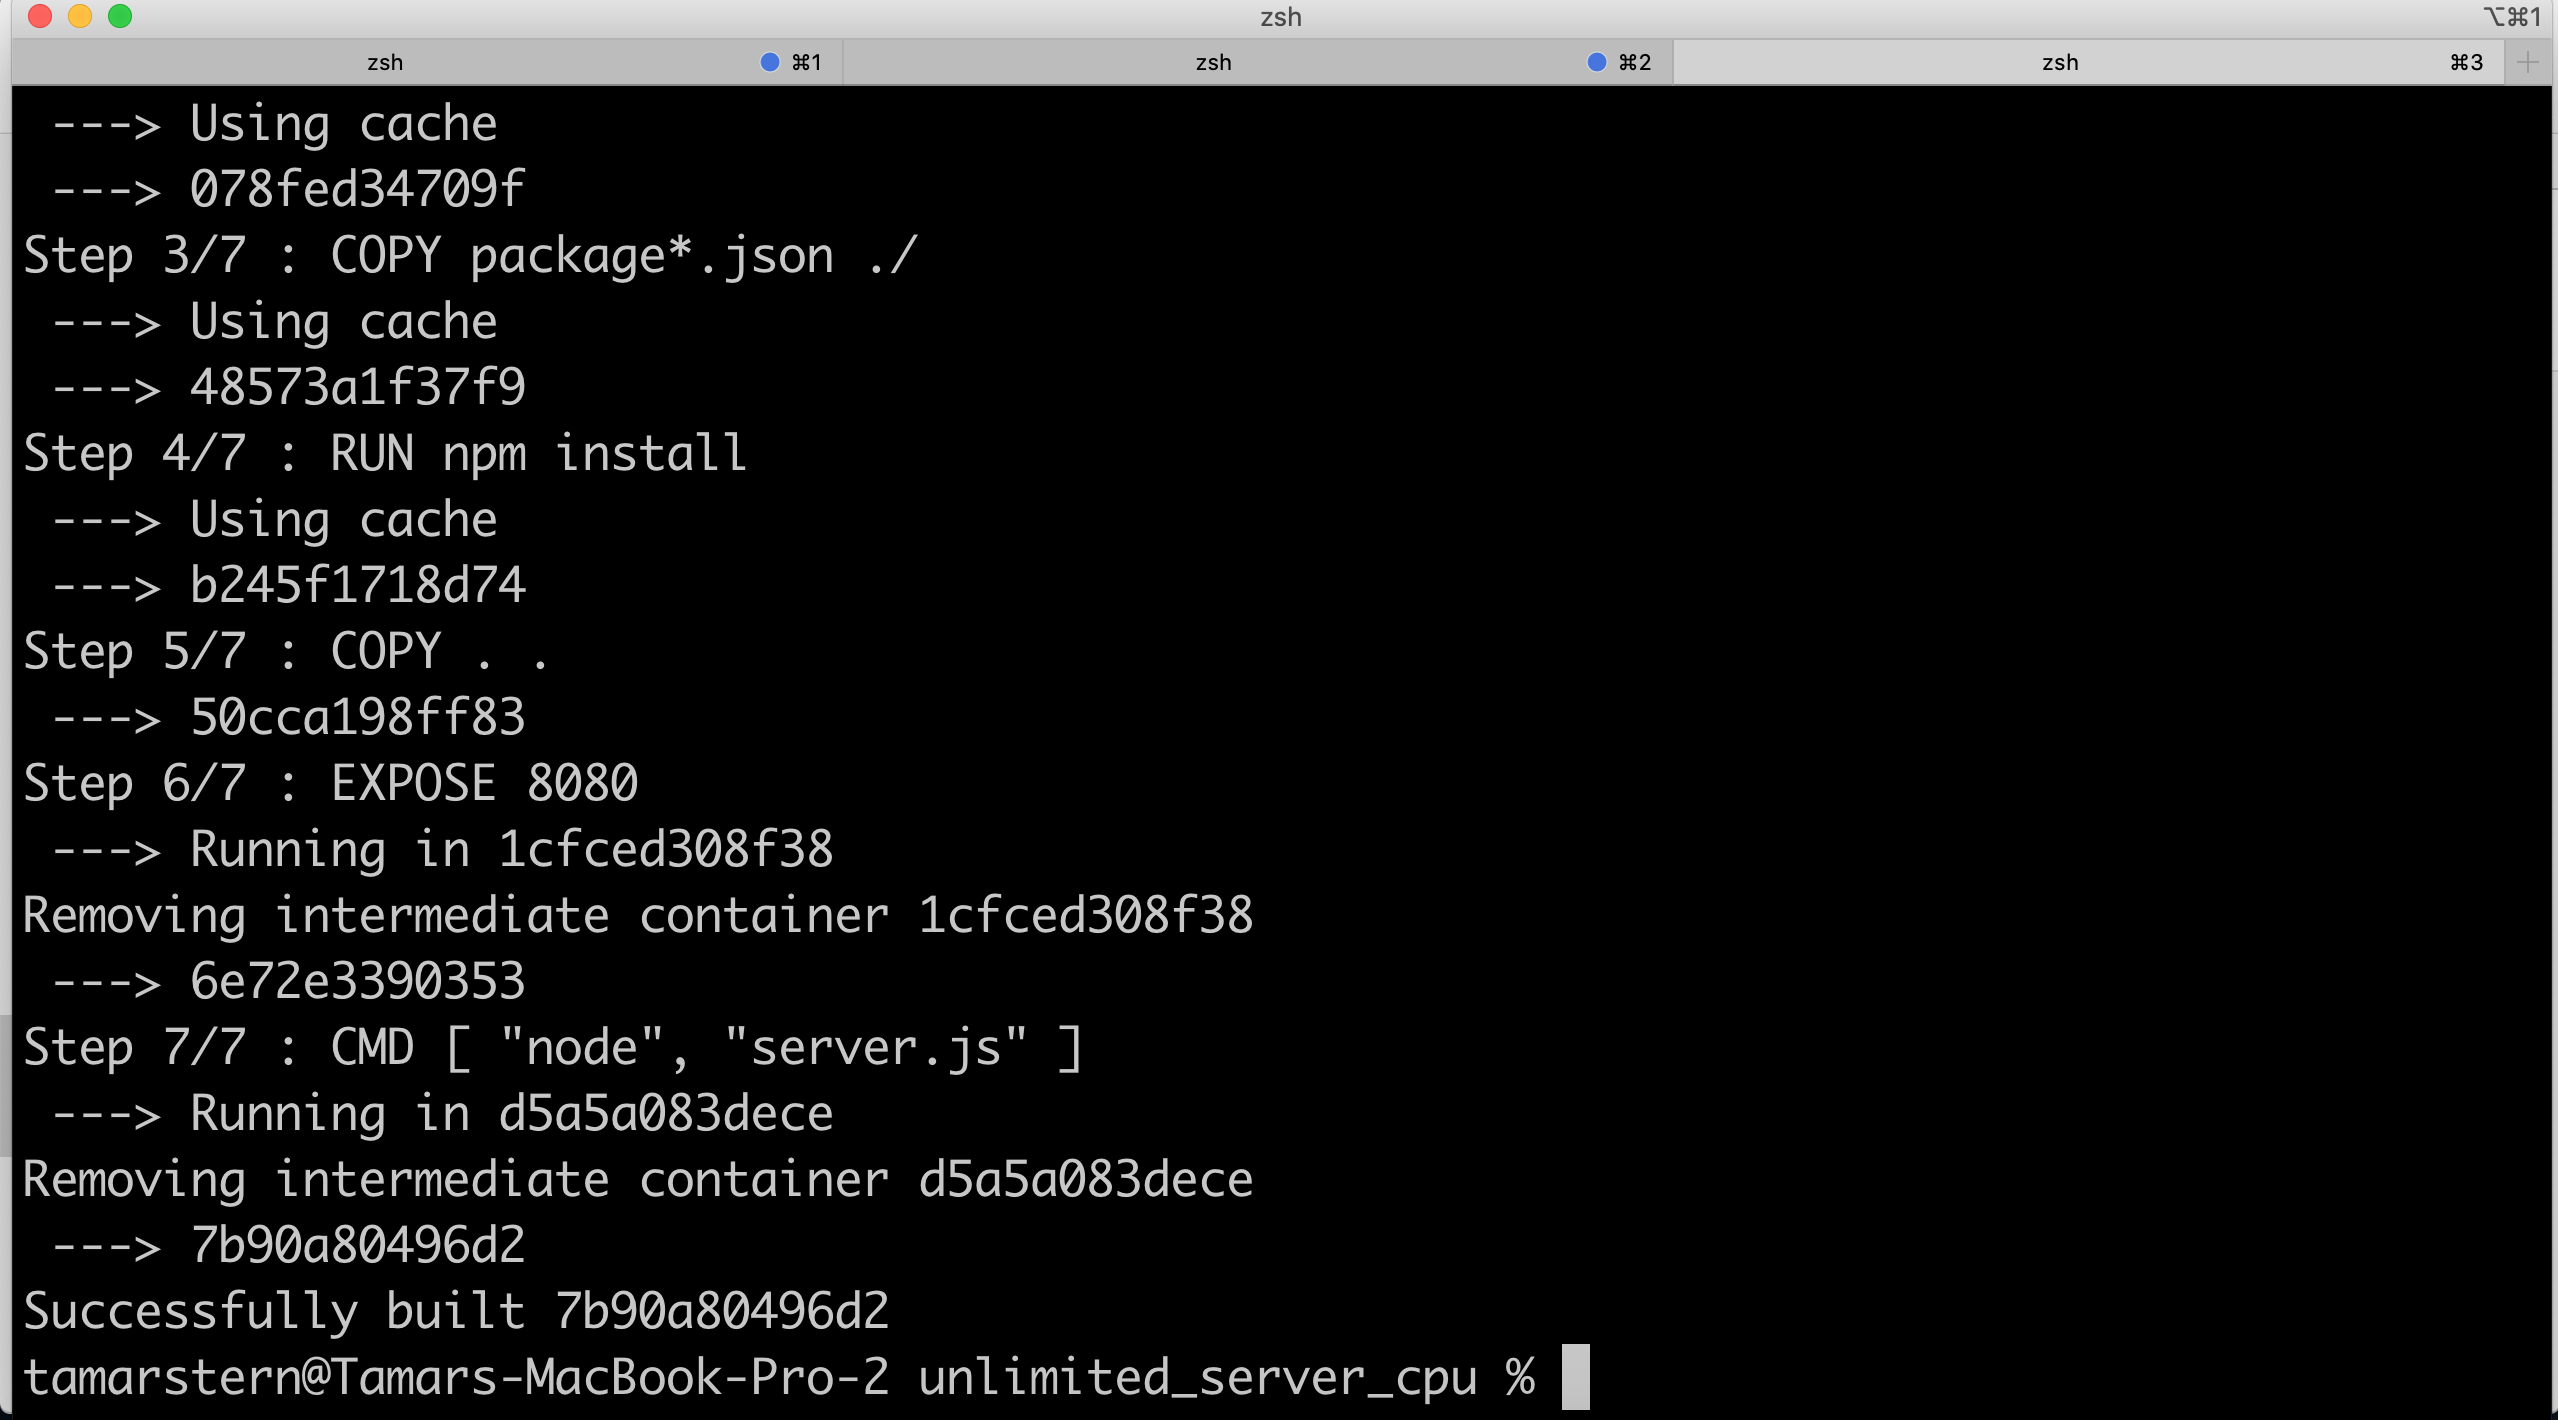 zsh
⌥⌘1
zsh ⌘1 zsh ⌘2 zsh ⌘3 +
---> Using cache
---> 078fed34709f
Step 3/7 : COPY package*.json ./
---> Using cache
---> 48573a1f37f9
Step 4/7 : RUN npm install
---> Using cache
---> b245f1718d74
Step 5/7 : COPY . .
---> 50cca198ff83
Step 6/7 : EXPOSE 8080
---> Running in 1cfced308f38
Removing intermediate container 1cfced308f38
---> 6e72e3390353
Step 7/7 : CMD [ "node", "server.js" ]
---> Running in d5a5a083dece
Removing intermediate container d5a5a083dece
---> 7b90a80496d2
Successfully built 7b90a80496d2
tamarstern@Tamars-MacBook-Pro-2 unlimited_server_cpu %